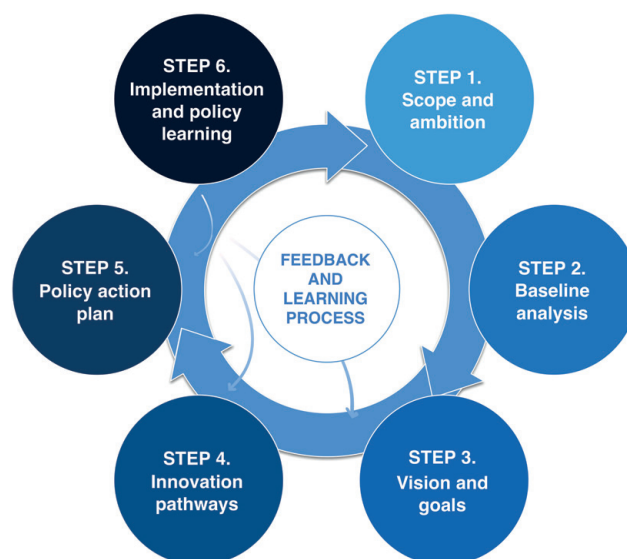 STEP 1.
Scope and
ambition
STEP 2.
Baseline
analysis
STEP 3.
Vision and
goals
STEP 4.
Innovation
pathways
STEP 5.
Policy action
plan
STEP 6.
Implementation
and policy
learning
FEEDBACK
AND
LEARNING
PROCESS